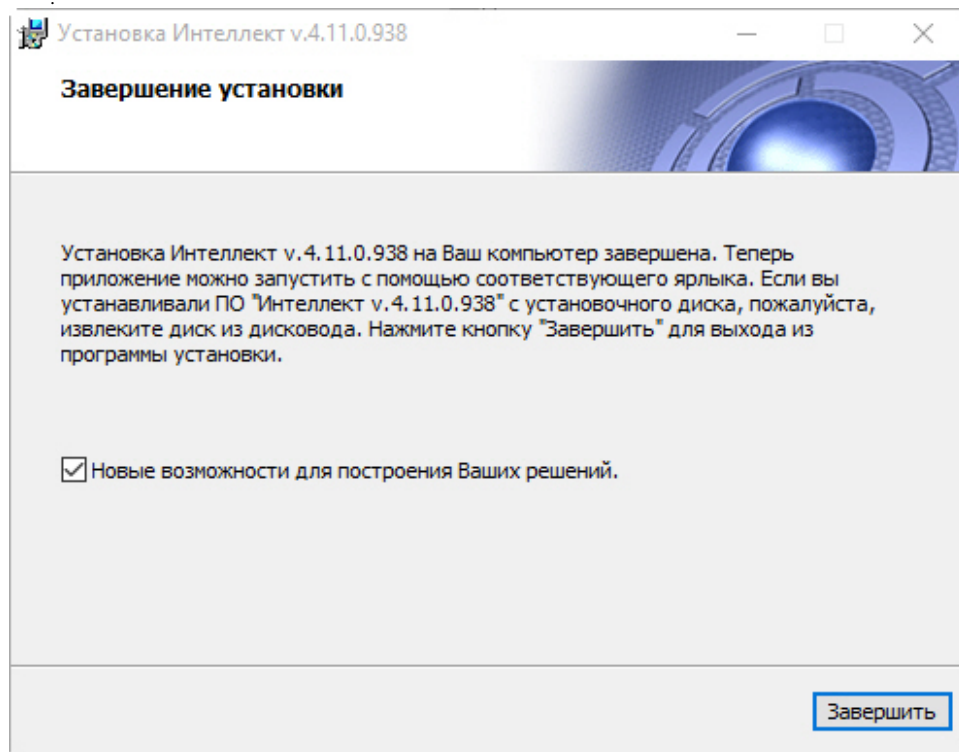 Установка Интеллект v.4.11.0.938
Завершение установки
Установка Интеллект v.4.11.0.938 на Ваш компьютер завершена. Теперь
приложение можно запустить с помощью соответствующего ярлыка. Если вы
устанавливали ПО "Интеллект v.4.11.0.938" с установочного диска, пожалуйста,
извлеките диск из дисковода. Нажмите кнопку "Завершить" для выхода из
программы установки.
Новые возможности для построения Ваших решений.
Завершить